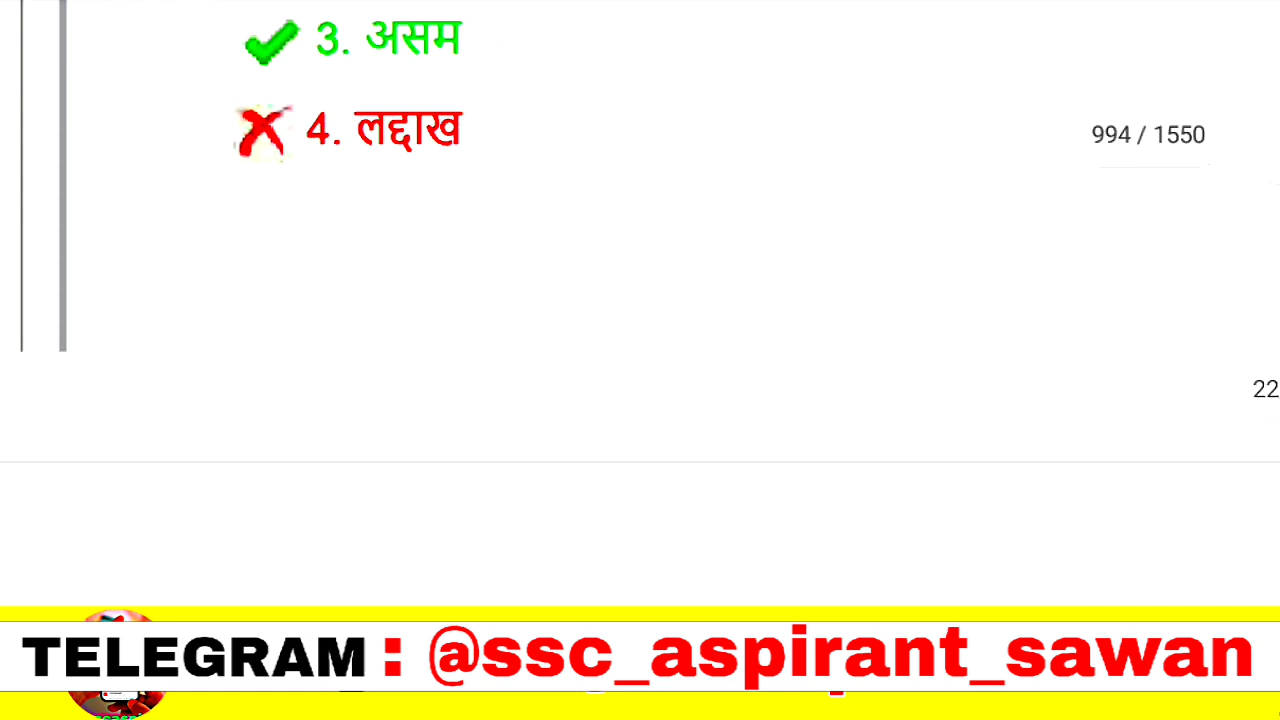 3. असम
4. लद्दाख
994 / 1550
22
TELEGRAM : @ssc_aspirant_sawan